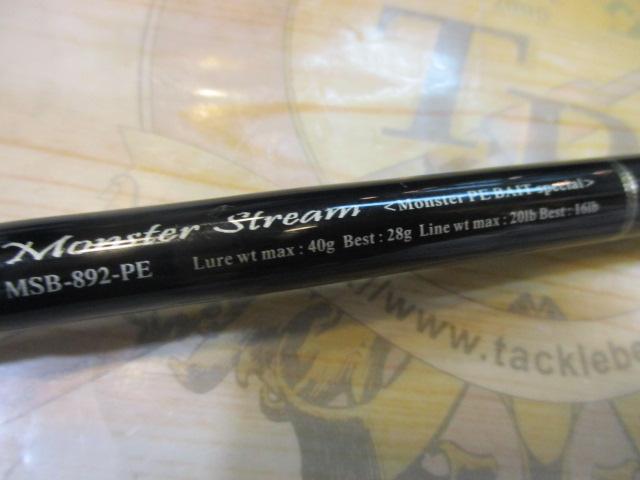 Monster Stream <Monster PE BAIT special>
MSB-892-PE Lure wt max : 40g Best : 28g Line wt max : 20lb Best : 16lb
www.tacklebe